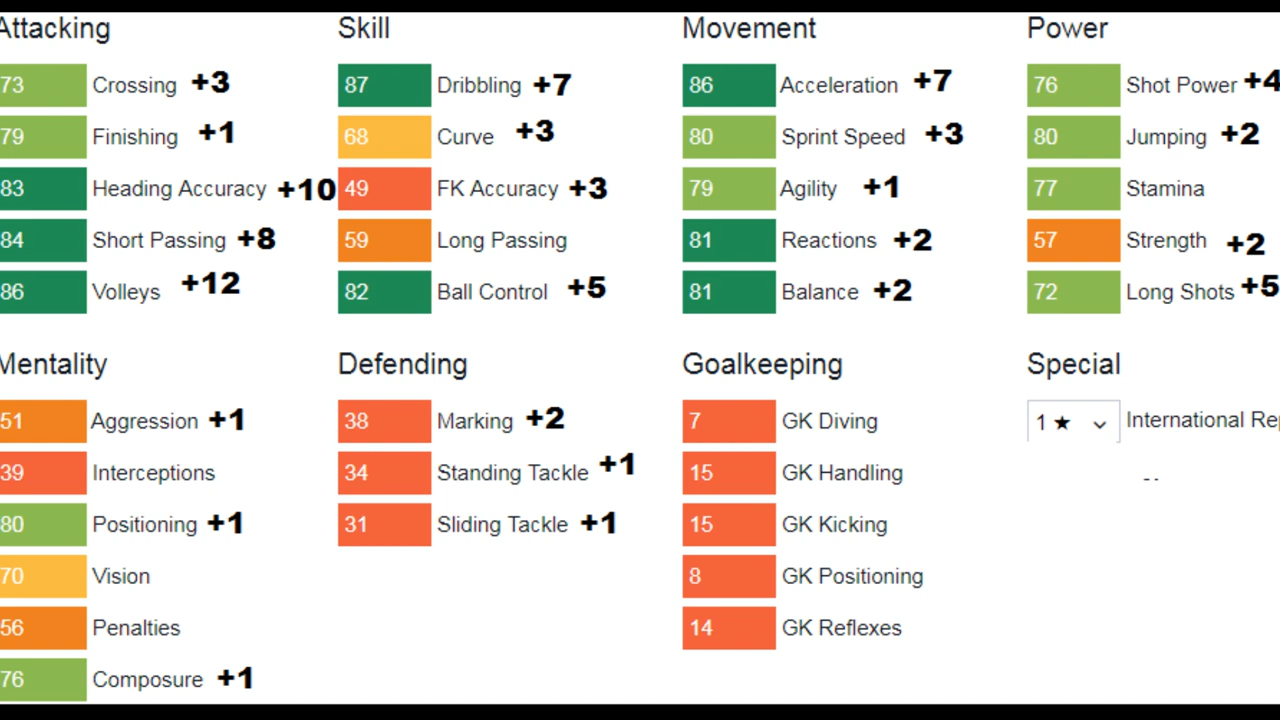 Attacking
73 Crossing +3
79 Finishing +1
83 Heading Accuracy +10
84 Short Passing +8
86 Volleys +12
Skill
87 Dribbling +7
68 Curve +3
49 FK Accuracy +3
59 Long Passing
82 Ball Control +5
Movement
86 Acceleration +7
80 Sprint Speed +3
79 Agility +1
81 Reactions +2
81 Balance +2
Power
76 Shot Power +4
80 Jumping +2
77 Stamina
57 Strength +2
72 Long Shots +5
Mentality
51 Aggression +1
39 Interceptions
80 Positioning +1
70 Vision
56 Penalties
76 Composure +1
Defending
38 Marking +2
34 Standing Tackle +1
31 Sliding Tackle +1
Goalkeeping
7 GK Diving
15 GK Handling
15 GK Kicking
8 GK Positioning
14 GK Reflexes
Special
1 ★ International Re